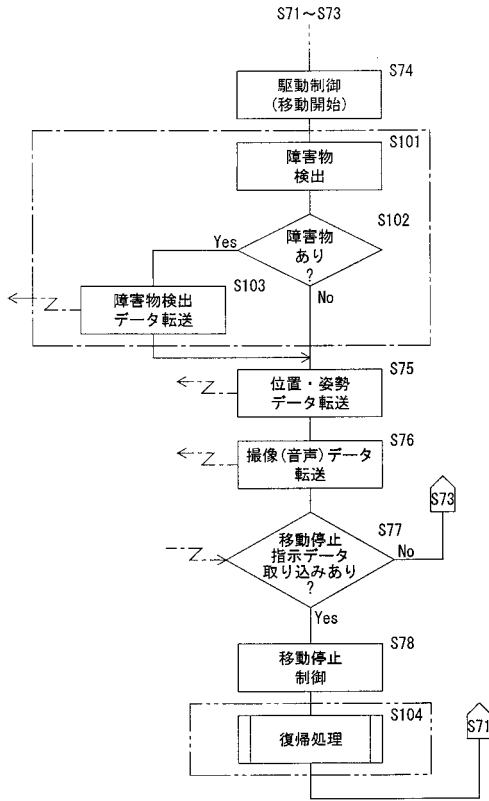 S71～S73
S74
駆動制御
(移動開始)
S101
障害物
検出
S102
障害物
あり
?
Yes
No
S103
障害物検出
データ転送
S75
位置・姿勢
データ転送
S76
撮像(音声)データ
転送
S77
移動停止
指示データ
取り込みあり
?
No
S73
Yes
S78
移動停止
制御
S104
復帰処理
S71